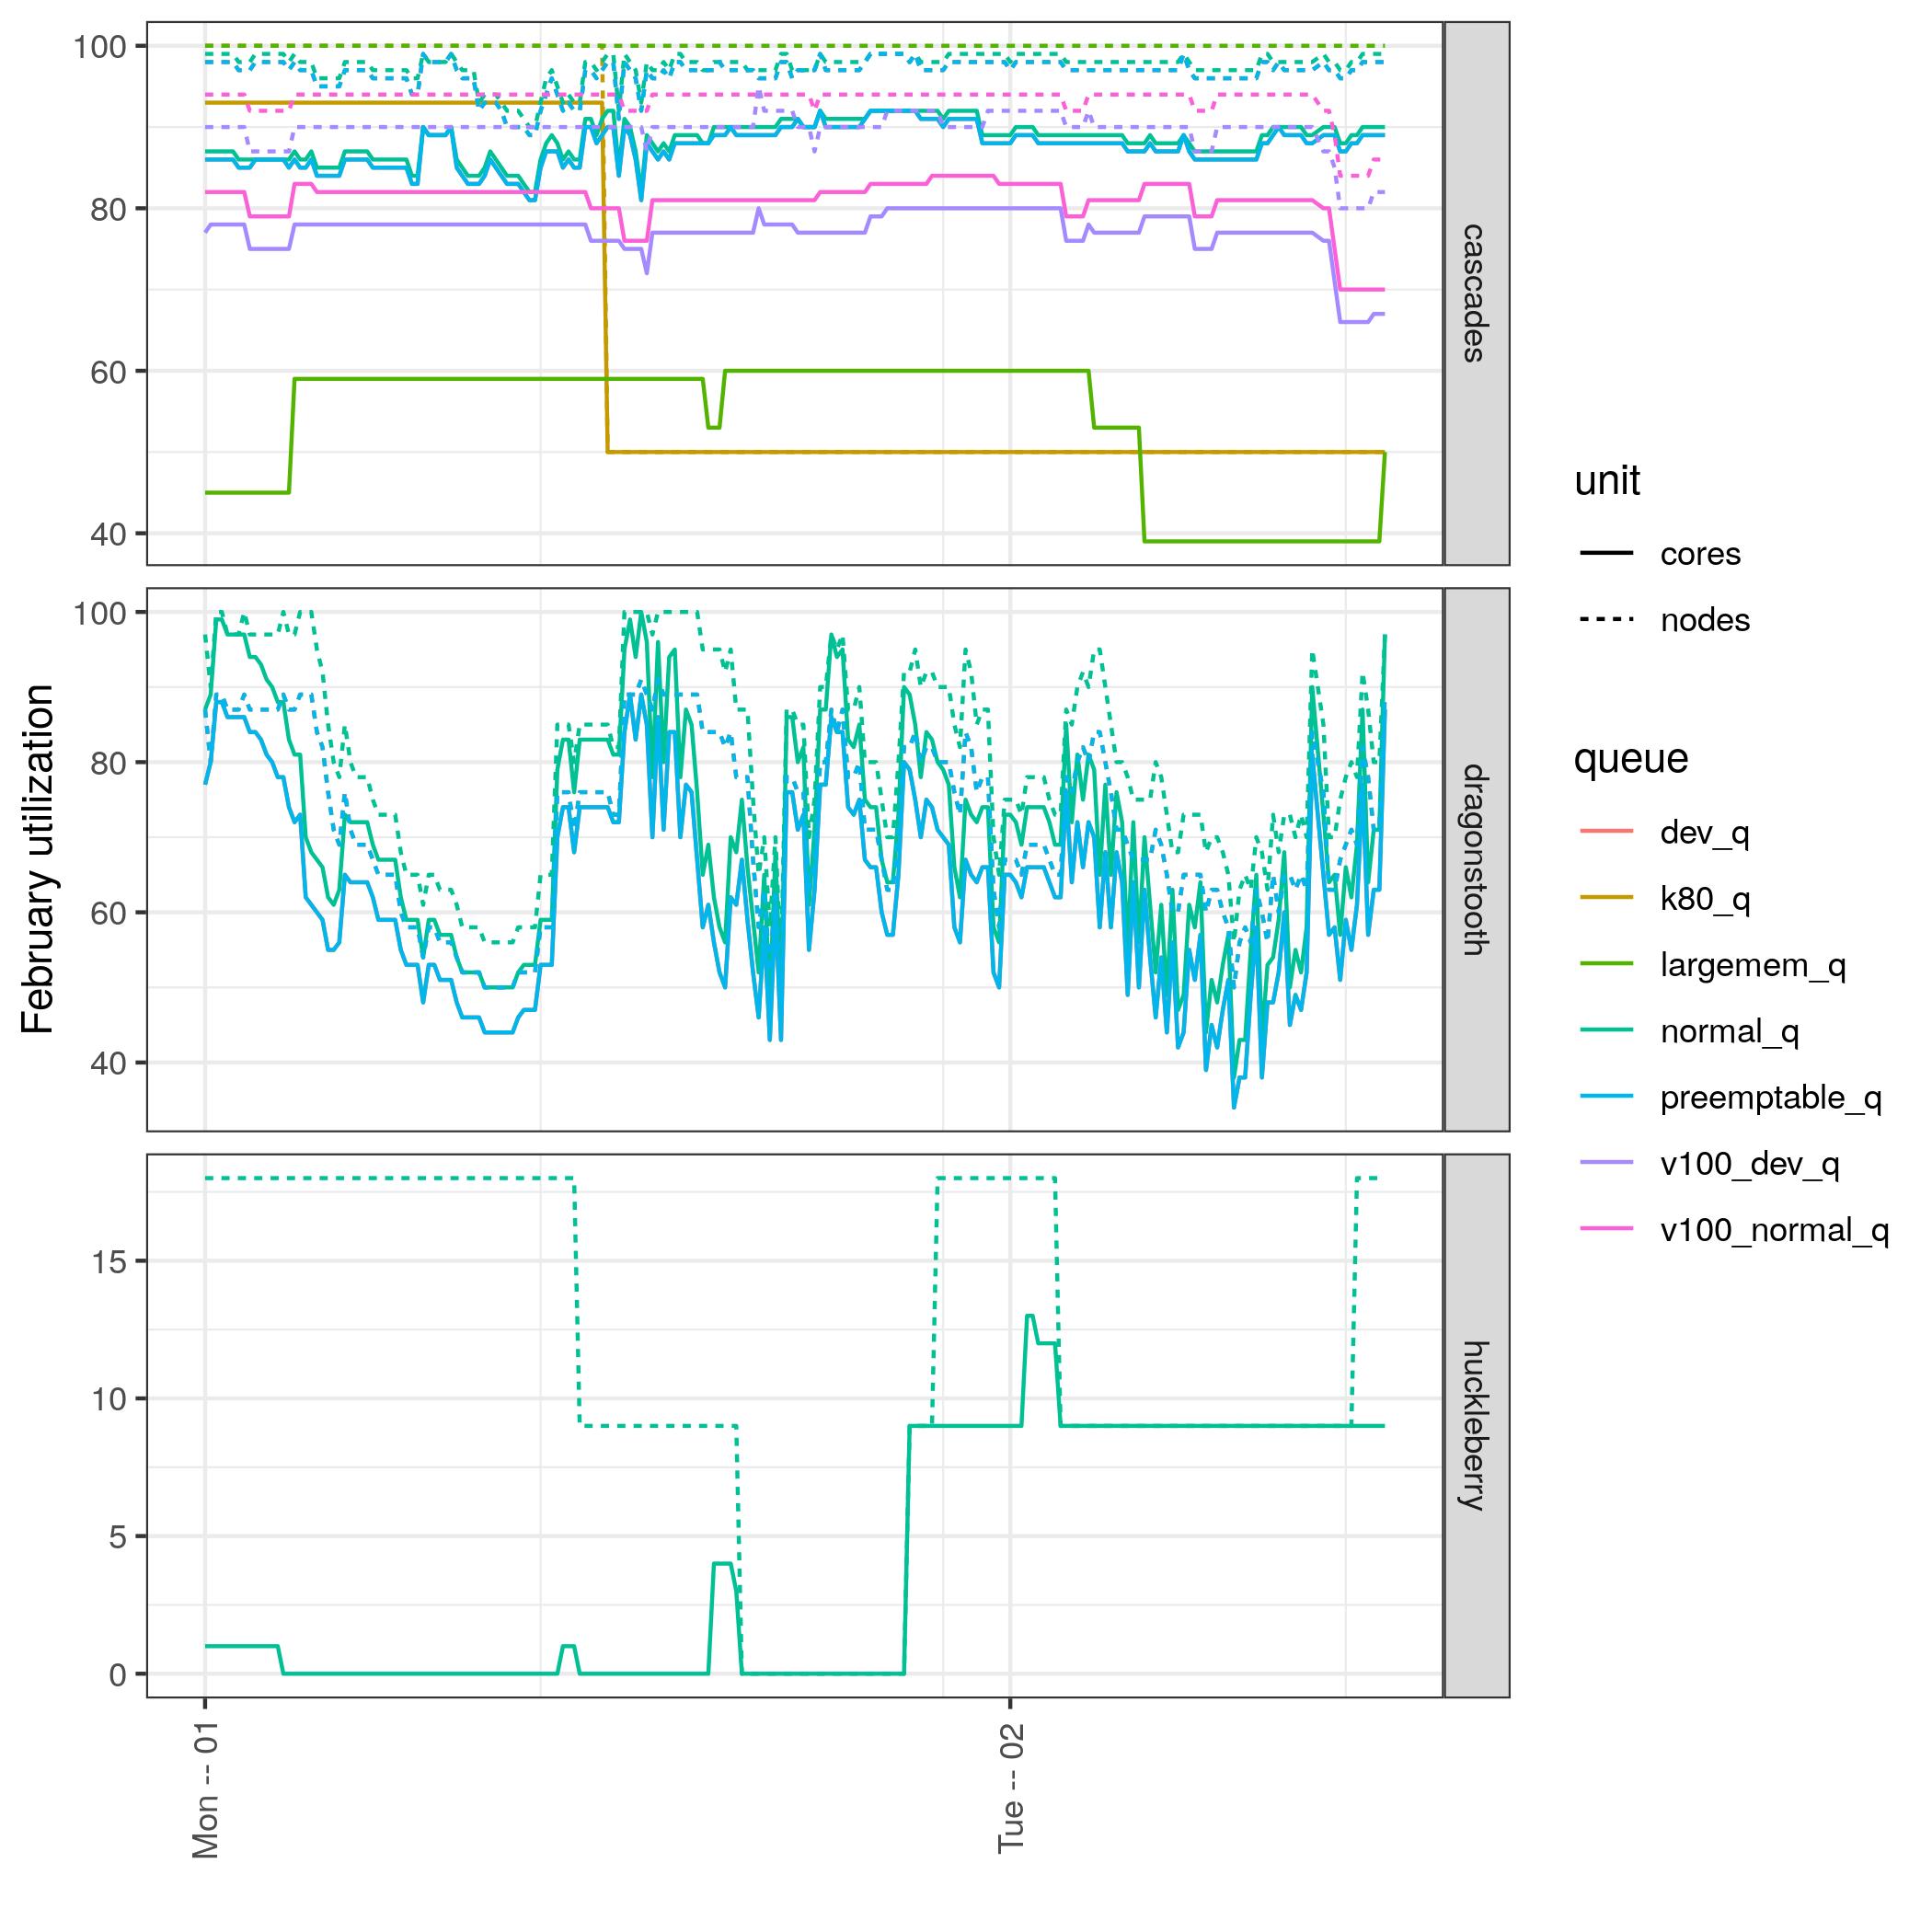 February utilization
100
80
60
40
cascades
100
80
60
40
dragonstooth
15
10
5
0
huckleberry
Mon -- 01
Tue -- 02
unit
cores
nodes
queue
dev_q
k80_q
largemem_q
normal_q
preemptable_q
v100_dev_q
v100_normal_q